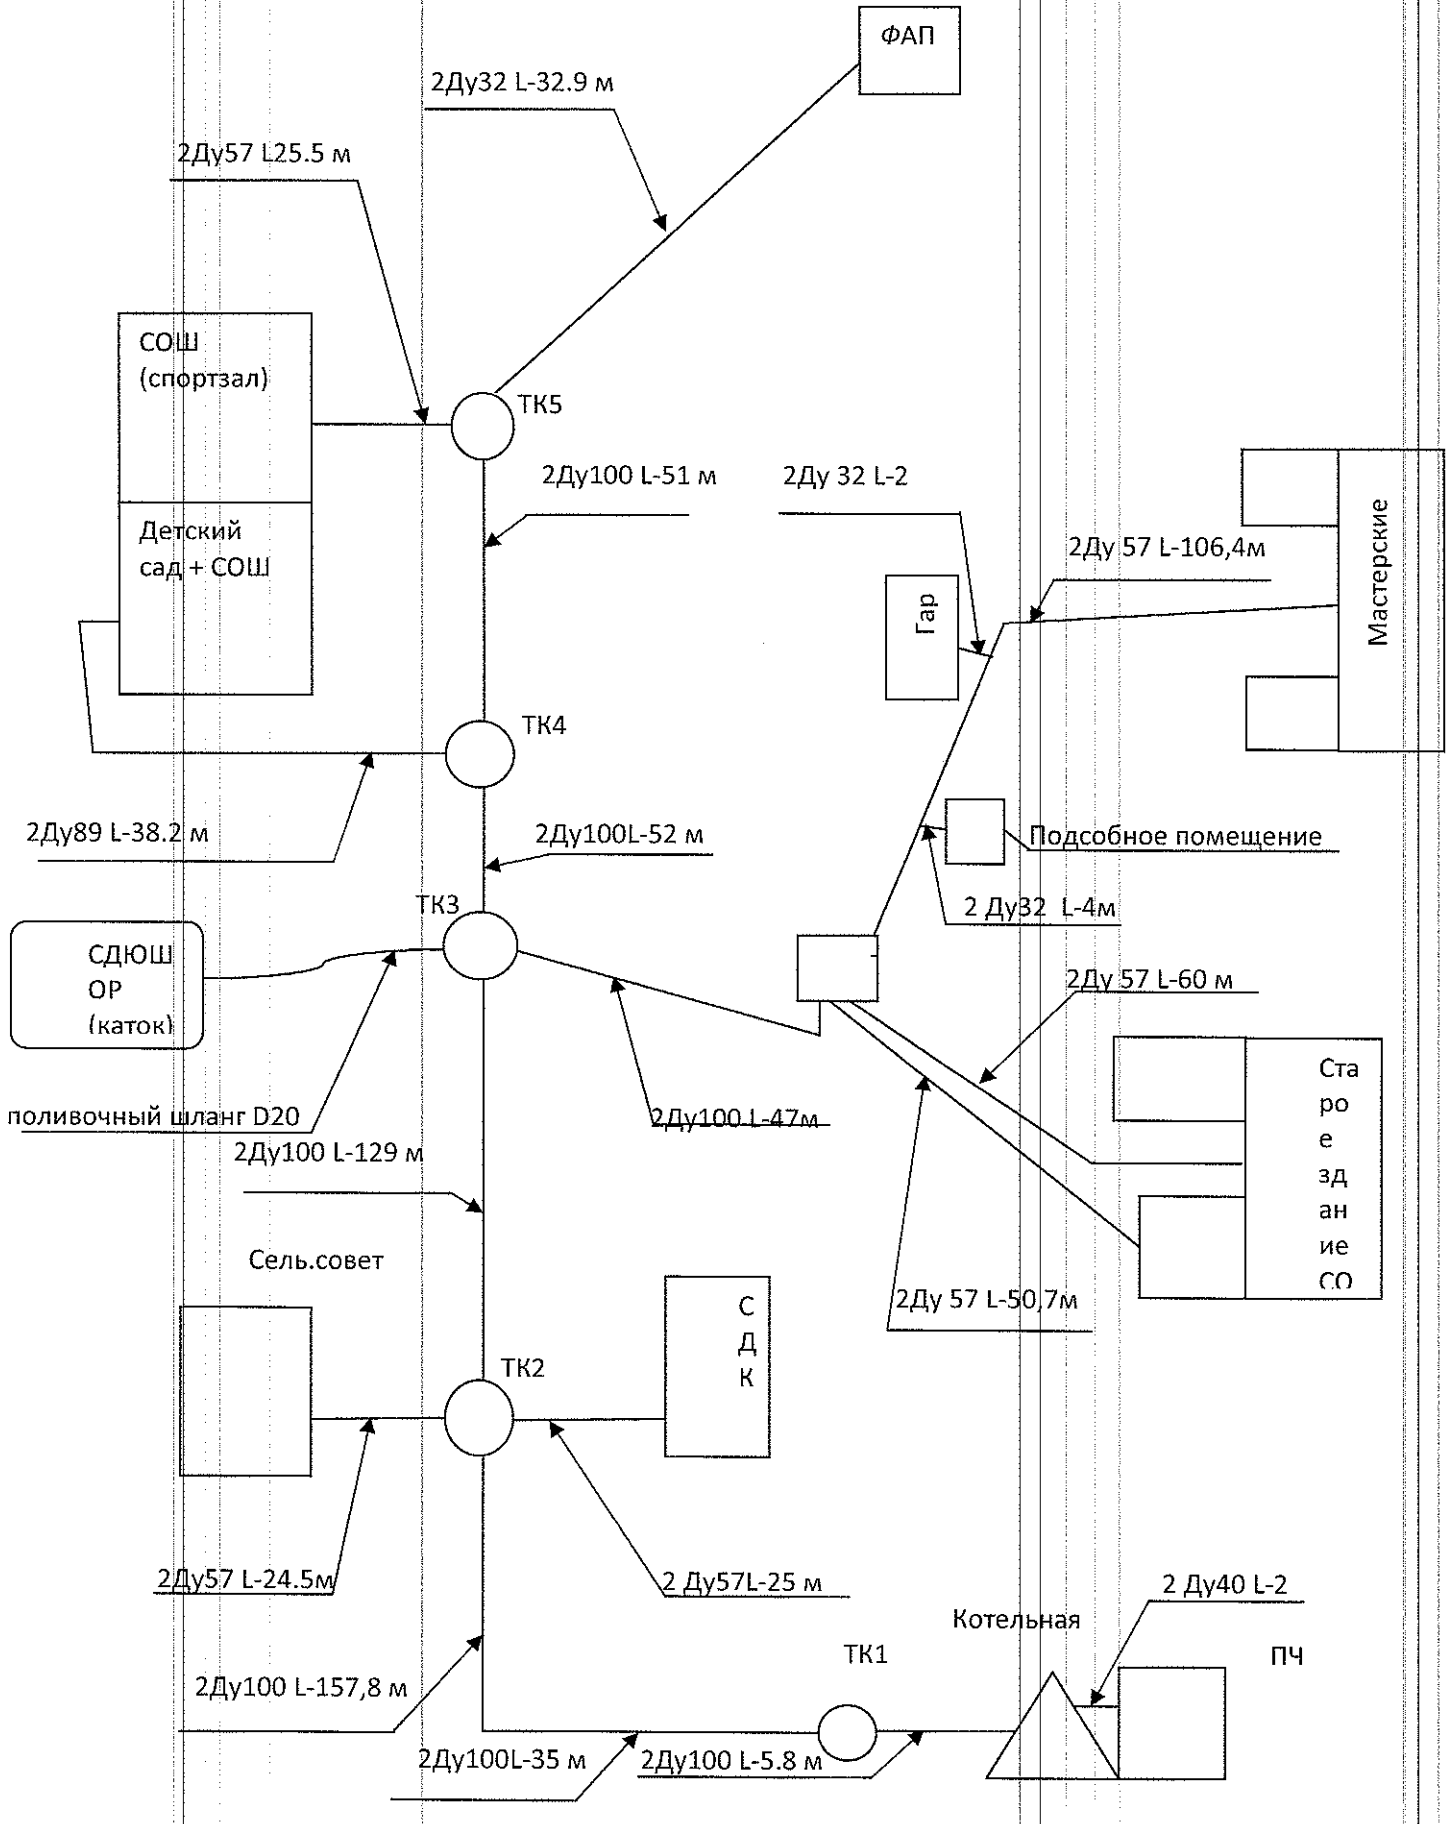 ФАП
2Ду32 L-32.9 м
2Ду57 L25.5 м
СОШ
(спортзал)
ТК5
2Ду100 L-51 м
2Ду 32 L-2
Детский
сад + СОШ
2Ду 57 L-106,4м
Мастерские
Гар
ТК4
2Ду89 L-38.2 м
2Ду100L-52 м
Подсобное помещение
ТК3
2 Ду32 L-4м
СДЮШ
ОР
(каток)
2Ду 57 L-60 м
поливочный шланг D20
2Ду100 L-47м
Ста
ро
е
зд
ан
ие
СО
2Ду100 L-129 м
Сель.совет
2Ду 57 L-50,7м
С
Д
К
ТК2
2Ду57 L-24.5м
2 Ду57L-25 м
2 Ду40 L-2
Котельная
ТК1
ПЧ
2Ду100 L-157,8 м
2Ду100L-35 м
2Ду100 L-5.8 м